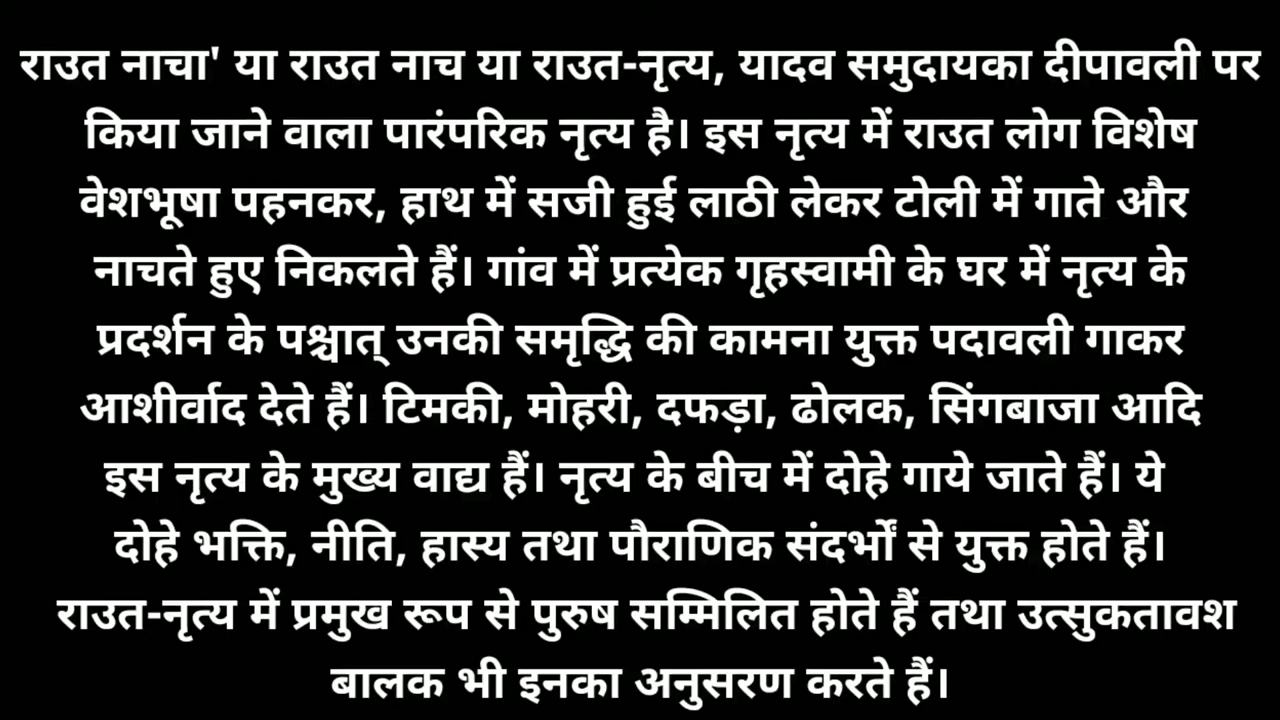 राउत नाचा' या राउत नाच या राउत-नृत्य, यादव समुदायका दीपावली पर
किया जाने वाला पारंपरिक नृत्य है। इस नृत्य में राउत लोग विशेष
वेशभूषा पहनकर, हाथ में सजी हुई लाठी लेकर टोली में गाते और
नाचते हुए निकलते हैं। गांव में प्रत्येक गृहस्वामी के घर में नृत्य के
प्रदर्शन के पश्चात् उनकी समृद्धि की कामना युक्त पदावली गाकर
आशीर्वाद देते हैं। टिमकी, मोहरी, दफड़ा, ढोलक, सिंगबाजा आदि
इस नृत्य के मुख्य वाद्य हैं। नृत्य के बीच में दोहे गाये जाते हैं। ये
दोहे भक्ति, नीति, हास्य तथा पौराणिक संदर्भों से युक्त होते हैं।
राउत-नृत्य में प्रमुख रूप से पुरुष सम्मिलित होते हैं तथा उत्सुकतावश
बालक भी इनका अनुसरण करते हैं।